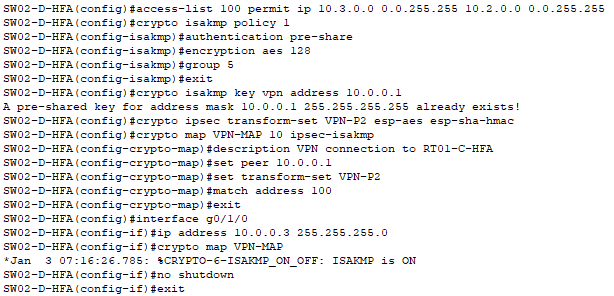 SW02-D-HFA(config)#access-list 100 permit ip 10.3.0.0 0.0.255.255 10.2.0.0 0.0.255.255
SW02-D-HFA(config)#crypto isakmp policy 1
SW02-D-HFA(config-isakmp)#authentication pre-share
SW02-D-HFA(config-isakmp)#encryption aes 128
SW02-D-HFA(config-isakmp)#group 5
SW02-D-HFA(config-isakmp)#exit
SW02-D-HFA(config)#crypto isakmp key vpn address 10.0.0.1
A pre-shared key for address mask 10.0.0.1 255.255.255.255 already exists!
SW02-D-HFA(config)#crypto ipsec transform-set VPN-P2 esp-aes esp-sha-hmac
SW02-D-HFA(config)#crypto map VPN-MAP 10 ipsec-isakmp
SW02-D-HFA(config-crypto-map)#description VPN connection to RT01-C-HFA
SW02-D-HFA(config-crypto-map)#set peer 10.0.0.1
SW02-D-HFA(config-crypto-map)#set transform-set VPN-P2
SW02-D-HFA(config-crypto-map)#match address 100
SW02-D-HFA(config-crypto-map)#exit
SW02-D-HFA(config)#interface g0/1/0
SW02-D-HFA(config-if)#ip address 10.0.0.3 255.255.255.0
SW02-D-HFA(config-if)#crypto map VPN-MAP
*Jan  3 07:16:26.785: %CRYPTO-6-ISAKMP_ON_OFF: ISAKMP is ON
SW02-D-HFA(config-if)#no shutdown
SW02-D-HFA(config-if)#exit